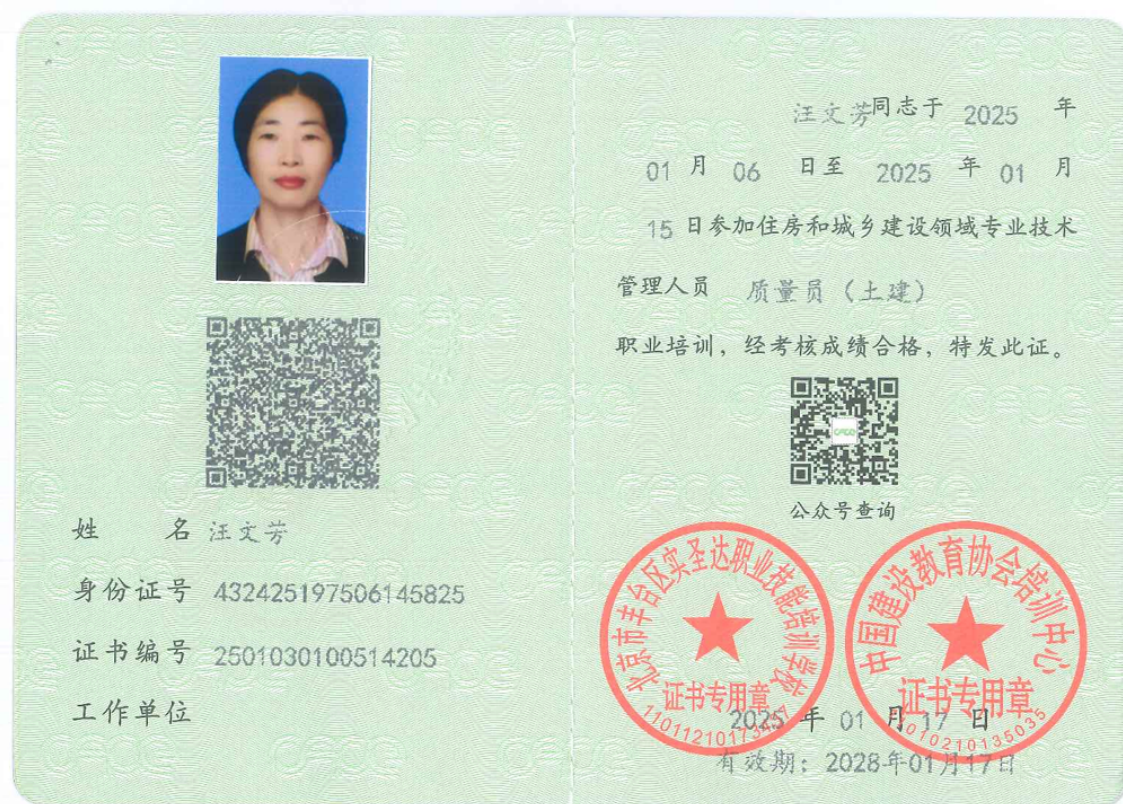 姓 名 汪文芳
身份证号 432425197506145825
证书编号 2501030100514205
工作单位
汪文芳同志于 2025 年
01 月 06 日至 2025 年 01 月
15 日参加住房和城乡建设领域专业技术
管理人员 质量员（土建）
职业培训，经考核成绩合格，特发此证。
公众号查询
北京市丰台区实圣达职业技能培训学校
证书专用章
中国建设教育协会培训中心
证书专用章
11010210135035
2025 年 01 月 17 日
有效期：2028年01月17日